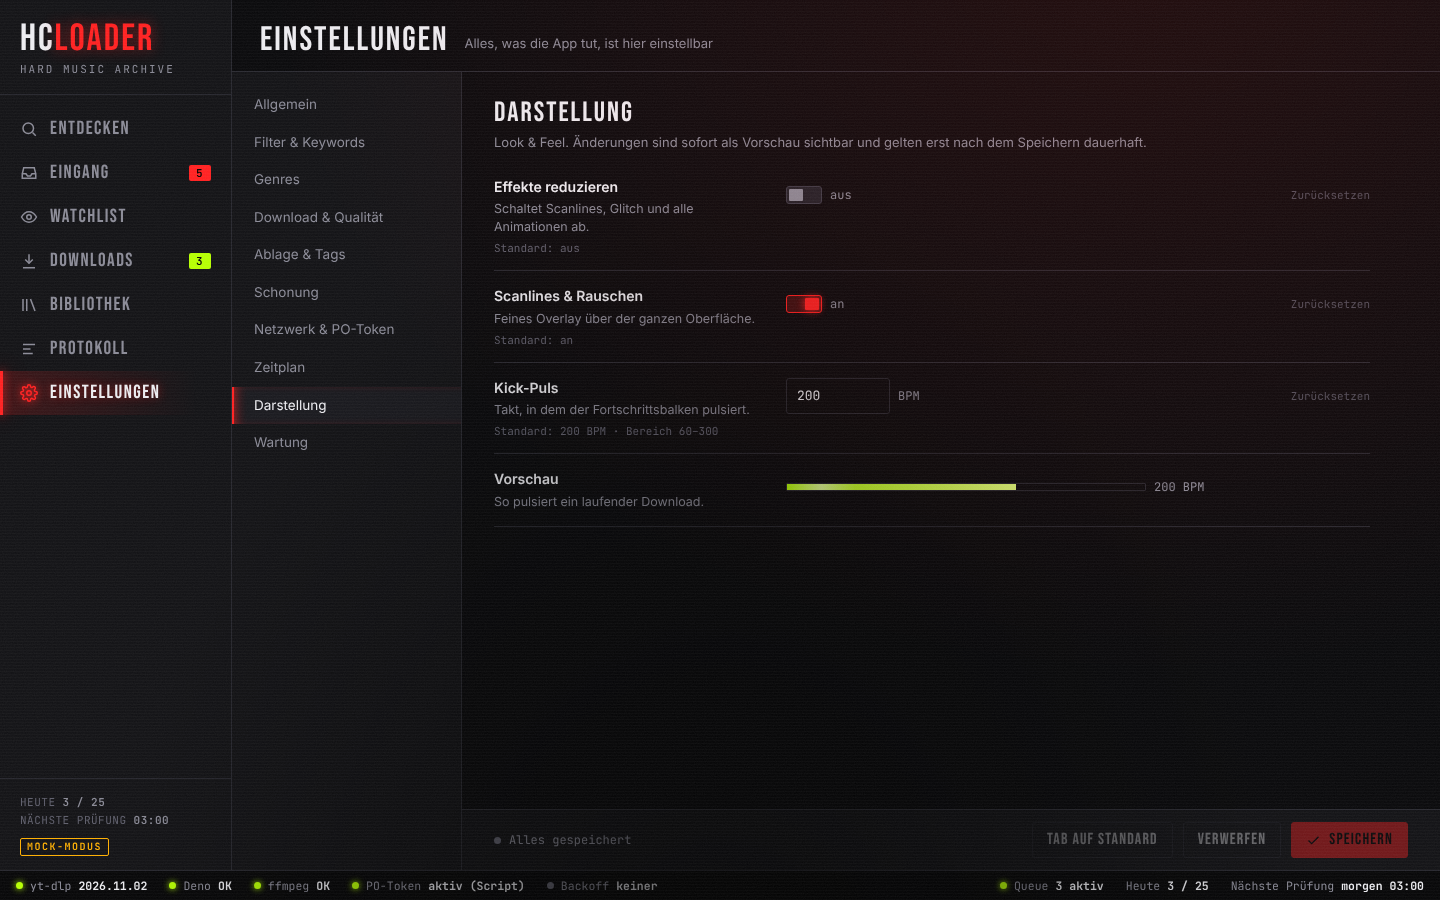 HCLOADER
HARD MUSIC ARCHIVE
ENTDECKEN
EINGANG 5
WATCHLIST
DOWNLOADS 3
BIBLIOTHEK
PROTOKOLL
EINSTELLUNGEN
HEUTE 3 / 25
NÄCHSTE PRÜFUNG 03:00
MOCK-MODUS
EINSTELLUNGEN Alles, was die App tut, ist hier einstellbar
Allgemein
Filter & Keywords
Genres
Download & Qualität
Ablage & Tags
Schonung
Netzwerk & PO-Token
Zeitplan
Darstellung
Wartung
DARSTELLUNG
Look & Feel. Änderungen sind sofort als Vorschau sichtbar und gelten erst nach dem Speichern dauerhaft.
Effekte reduzieren
Schaltet Scanlines, Glitch und alle
Animationen ab.
Standard: aus
aus
Zurücksetzen
Scanlines & Rauschen
Feines Overlay über der ganzen Oberfläche.
Standard: an
an
Zurücksetzen
Kick-Puls
Takt, in dem der Fortschrittsbalken pulsiert.
Standard: 200 BPM · Bereich 60–300
200 BPM
Zurücksetzen
Vorschau
So pulsiert ein laufender Download.
200 BPM
Alles gespeichert
TAB AUF STANDARD
VERWERFEN
SPEICHERN
yt-dlp 2026.11.02 Deno OK ffmpeg OK PO-Token aktiv (Script) Backoff keiner Queue 3 aktiv Heute 3 / 25 Nächste Prüfung morgen 03:00